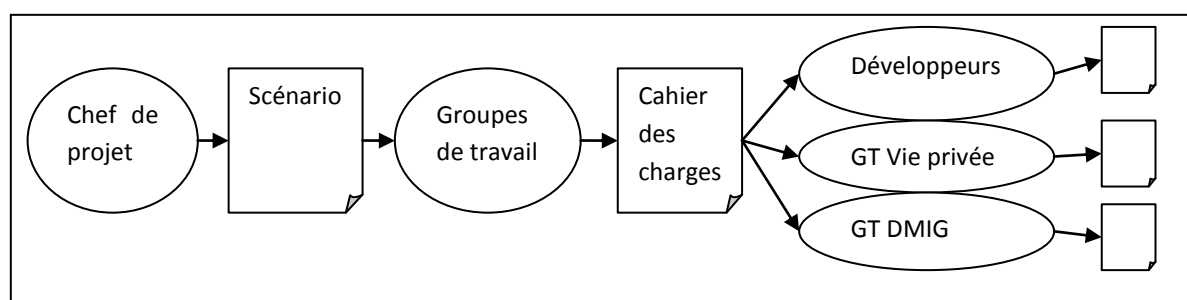 Chef de
projet
Scénario
Groupes
de travail
Cahier
des
charges
Développeurs
GT Vie privée
GT DMIG